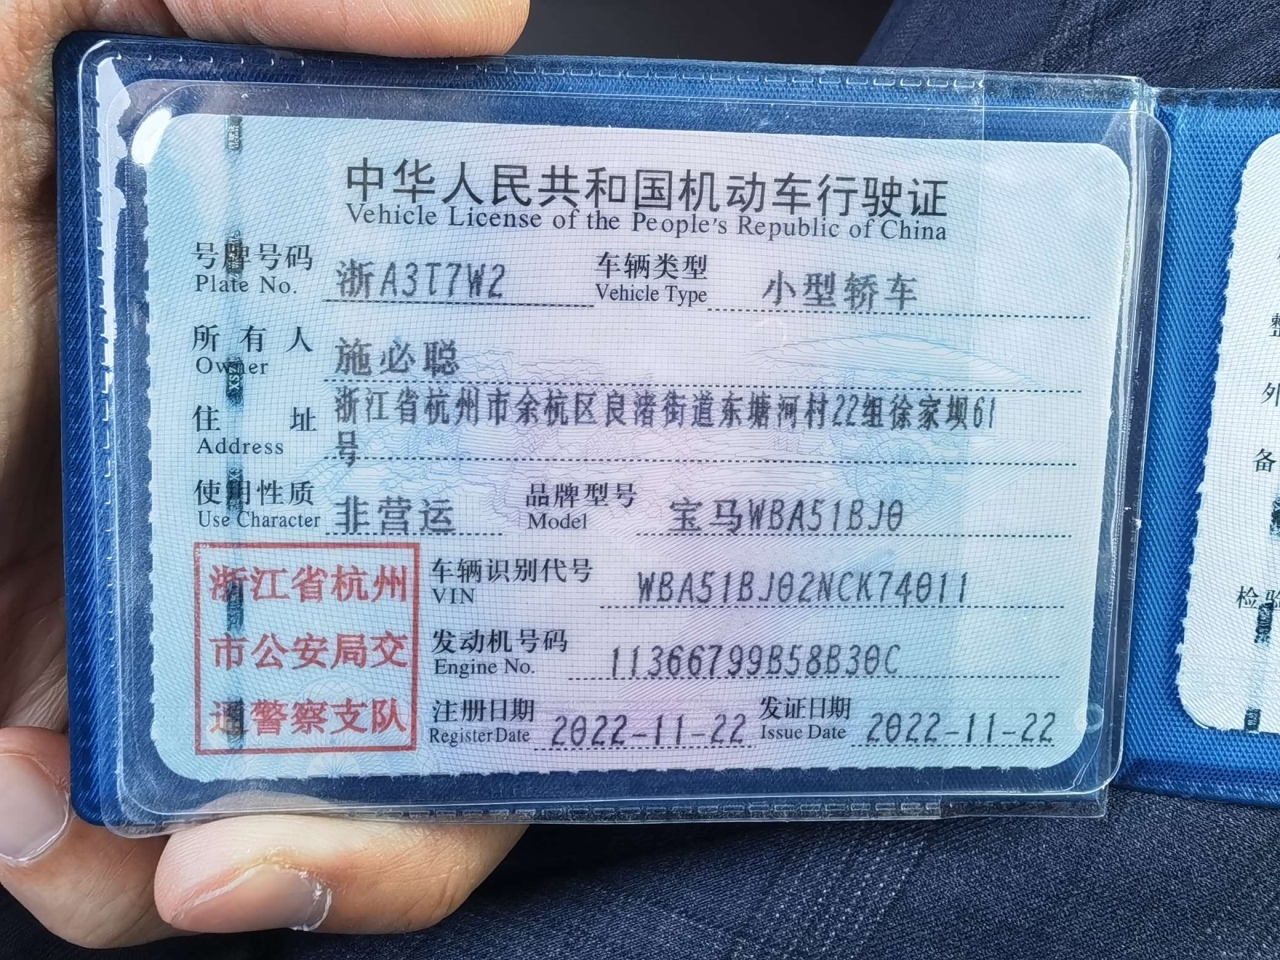 中华人民共和国机动车行驶证
Vehicle License of the People's Republic of China
号牌号码 浙A3T7W2 车辆类型 小型轿车
Plate No. Vehicle Type
所有人 施必聪
Owner
住址 浙江省杭州市余杭区良渚街道东塘河村22组徐家坝61
Address 号
使用性质 非营运 品牌型号 宝马WBA51BJ0
Use Character Model
浙江省杭州
市公安局交
通警察支队
车辆识别代号 WBA51BJ02NCK74011
VIN
发动机号码 11366799B58B30C
Engine No.
注册日期 2022-11-22 发证日期 2022-11-22
Register Date Issue Date
整
外
备
检验